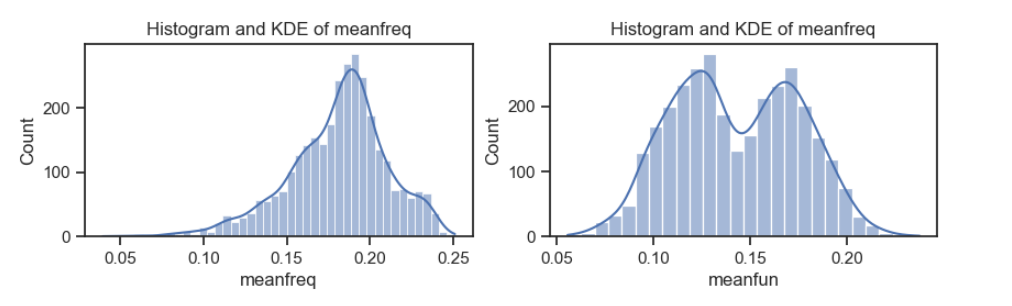 Histogram and KDE of meanfreq
Count
200
100
0
0.05 0.10 0.15 0.20 0.25
meanfreq
Histogram and KDE of meanfreq
Count
200
100
0
0.05 0.10 0.15 0.20
meanfun